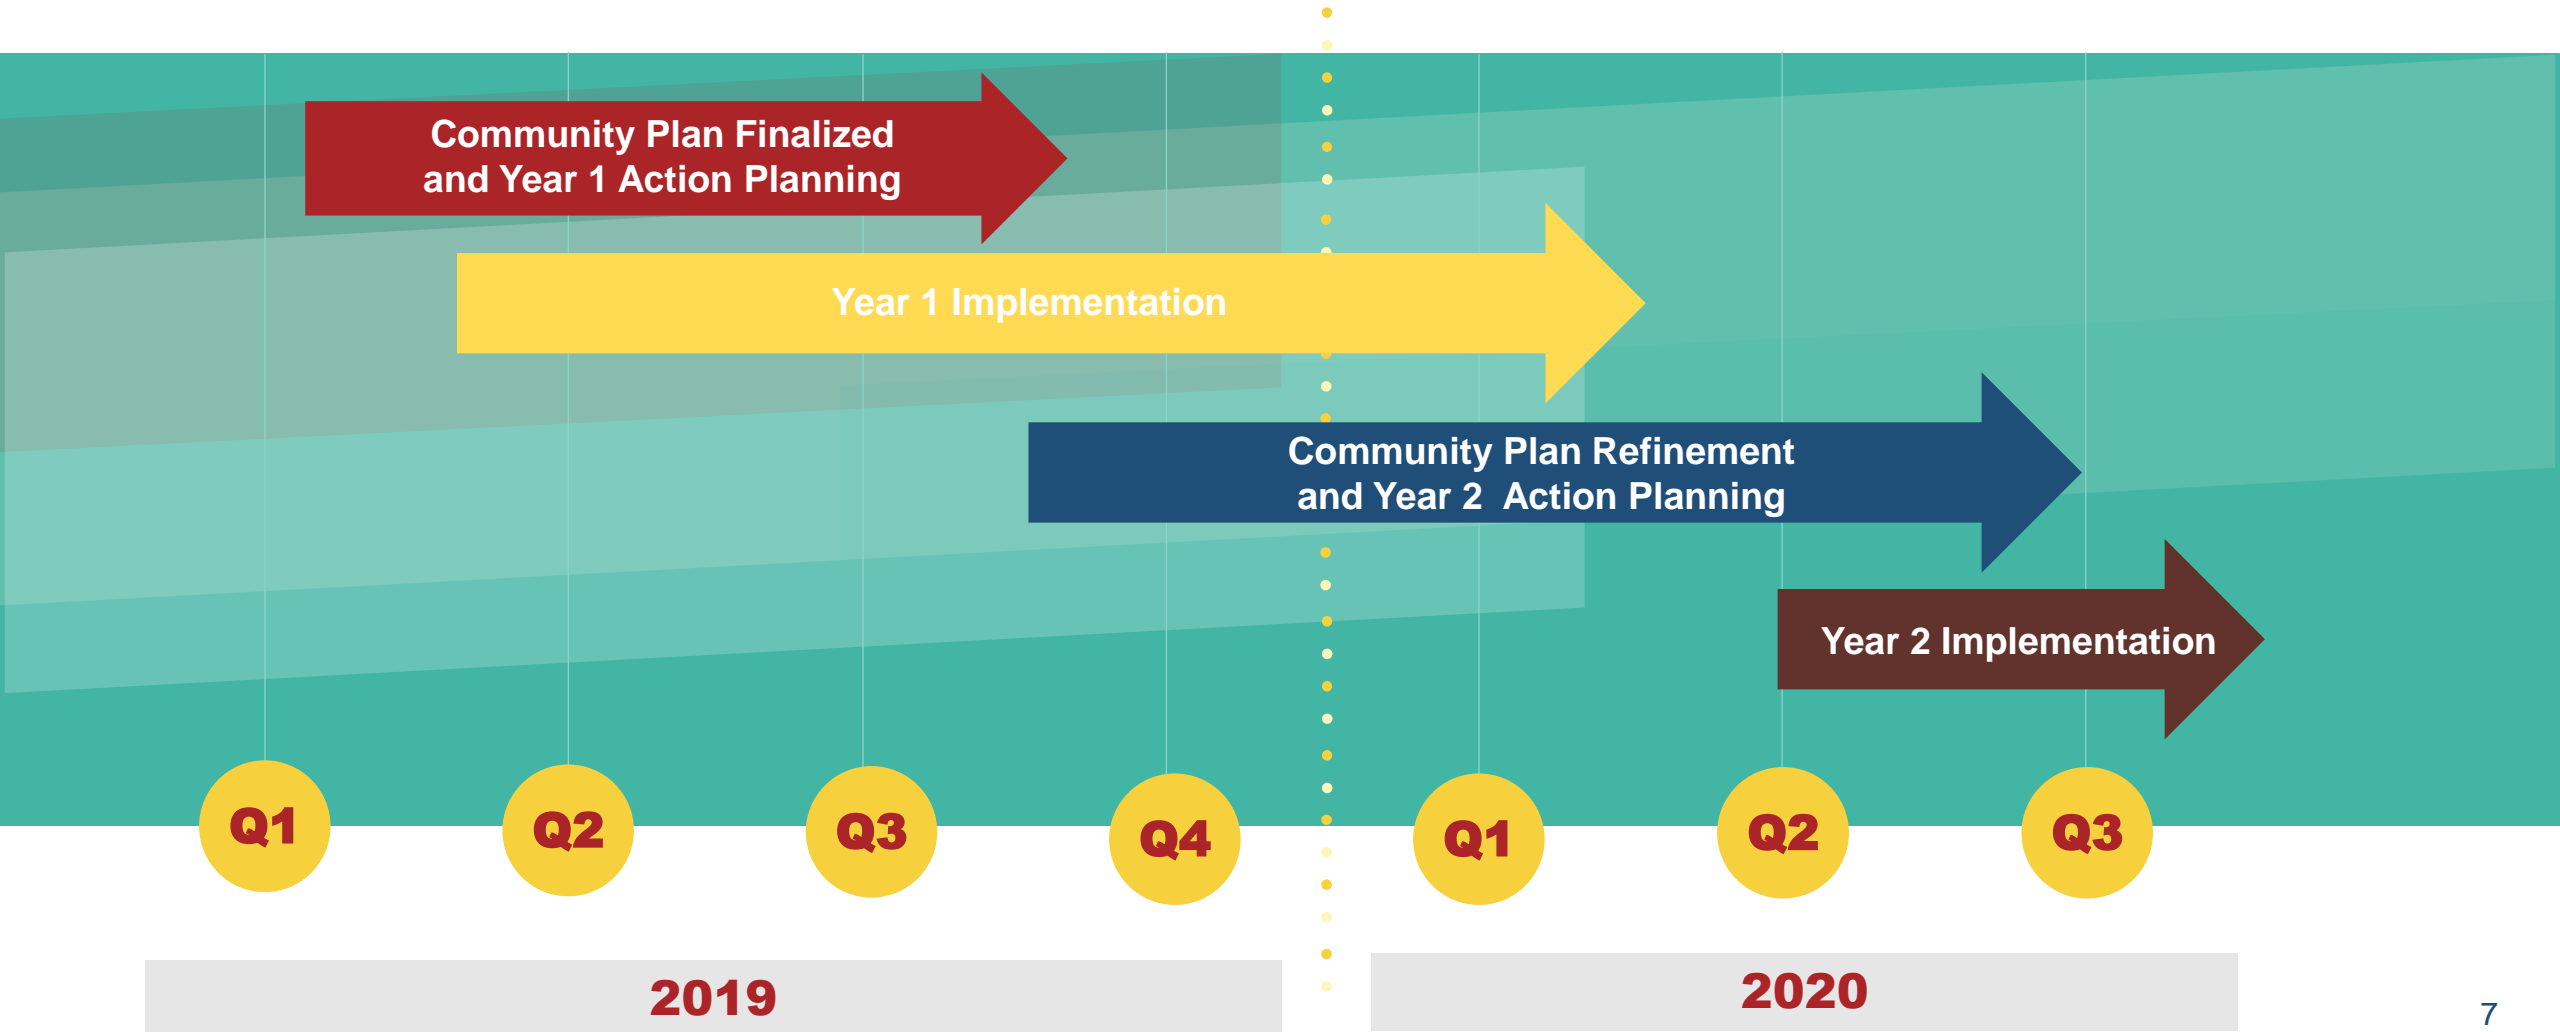 Community Plan Finalized
and Year 1 Action Planning
Year 1 Implementation
Community Plan Refinement
and Year 2  Action Planning
Year 2 Implementation
Q1
Q2
Q3
Q4
Q1
Q2
Q3
2019
2020
7